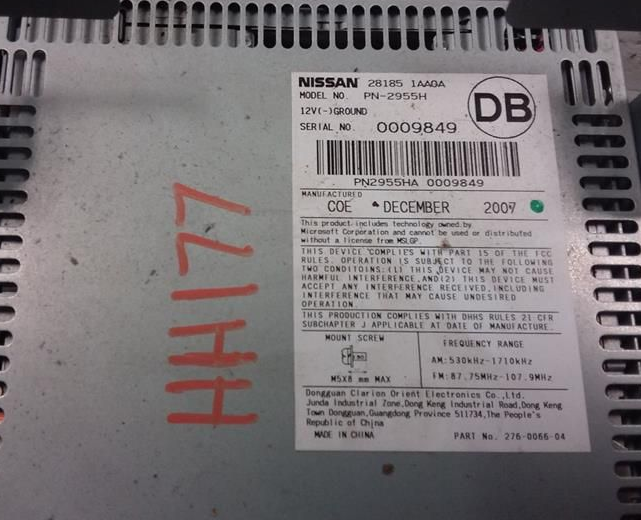 NISSAN 28185 1AA0A
MODEL NO. PN-2955H
12V(-)GROUND
SERIAL NO. 0009849
DB
PN2955HA 0009849
MANUFACTURED
COE DECEMBER 2007
This product includes technology owned by
Microsoft Corporation and cannot be used or distributed
without a license from MSLGP.
THIS DEVICE COMPLIES WITH PART 15 OF THE FCC
RULES. OPERATION IS SUBJECT TO THE FOLLOWING
TWO CONDITOINS:(1) THIS DEVICE MAY NOT CAUSE
HARMFUL INTERFERENCE,AND(2) THIS DEVICE MUST
ACCEPT ANY INTERFERENCE RECEIVED,INCLUDING
INTERFERENCE THAT MAY CAUSE UNDESIRED
OPERATION.
THIS PRODUCTION COMPLIES WITH DHHS RULES 21 CFR
SUBCHAPTER J APPLICABLE AT DATE OF MANUFACTURE.
MOUNT SCREW
M5X8 mm MAX
FREQUENCY RANGE
AM:530kHz-1710kHz
FM:87.75MHz-107.9MHz
Dongguan Clarion Orient Electronics Co.,Ltd.
Junda Industrial Zone,Dong Keng Industrial Road,Dong Keng
Town Dongguan,Guangdong Province 511734,The People's
Republic of China
MADE IN CHINA PART No. 276-0066-04
HH177